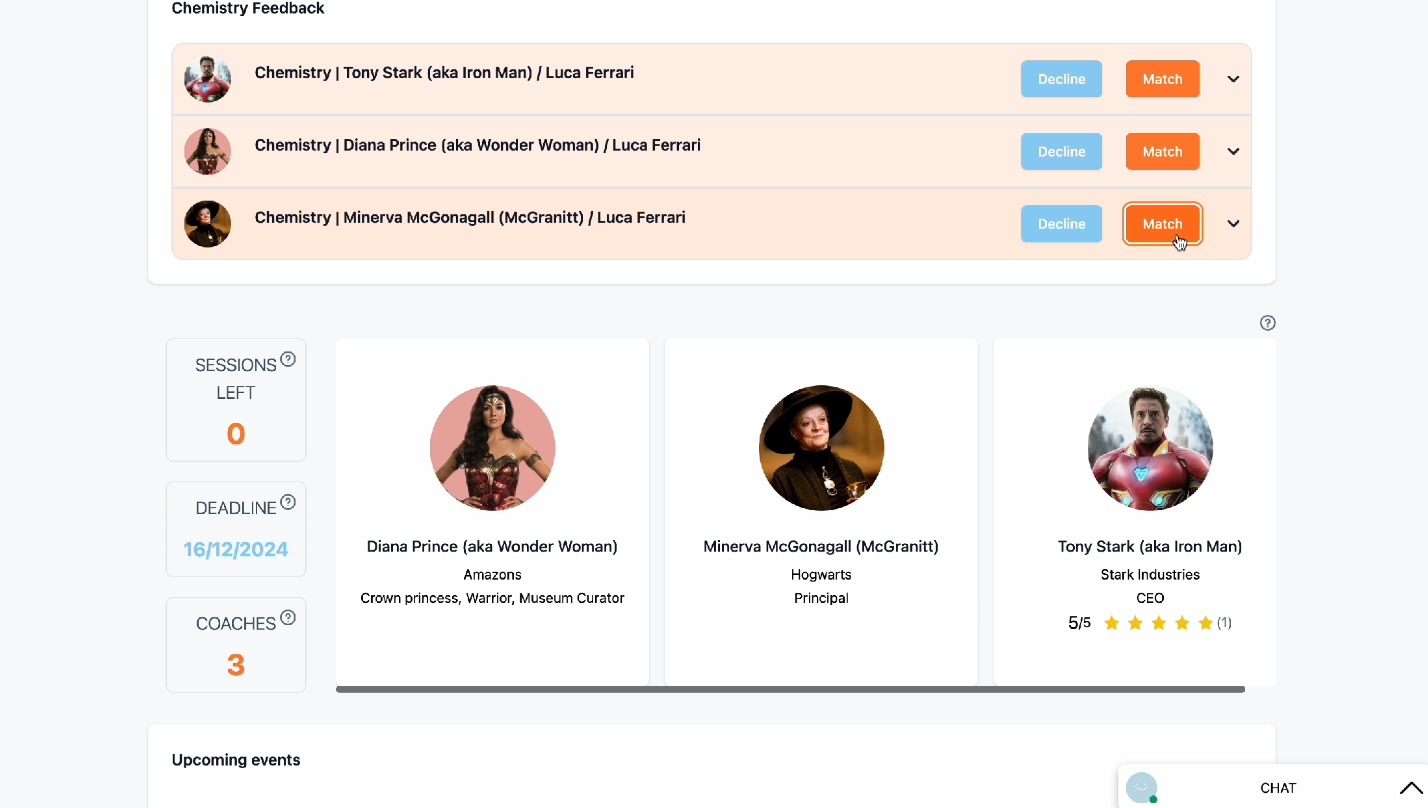 Chemistry Feedback
Chemistry | Tony Stark (aka Iron Man) / Luca Ferrari
Decline
Match
Chemistry | Diana Prince (aka Wonder Woman) / Luca Ferrari
Decline
Match
Chemistry | Minerva McGonagall (McGranitt) / Luca Ferrari
Decline
Match
SESSIONS
LEFT
0
DEADLINE
16/12/2024
COACHES
3
Diana Prince (aka Wonder Woman)
Amazons
Crown princess, Warrior, Museum Curator
Minerva McGonagall (McGranitt)
Hogwarts
Principal
Tony Stark (aka Iron Man)
Stark Industries
CEO
5/5 (1)
Upcoming events
CHAT